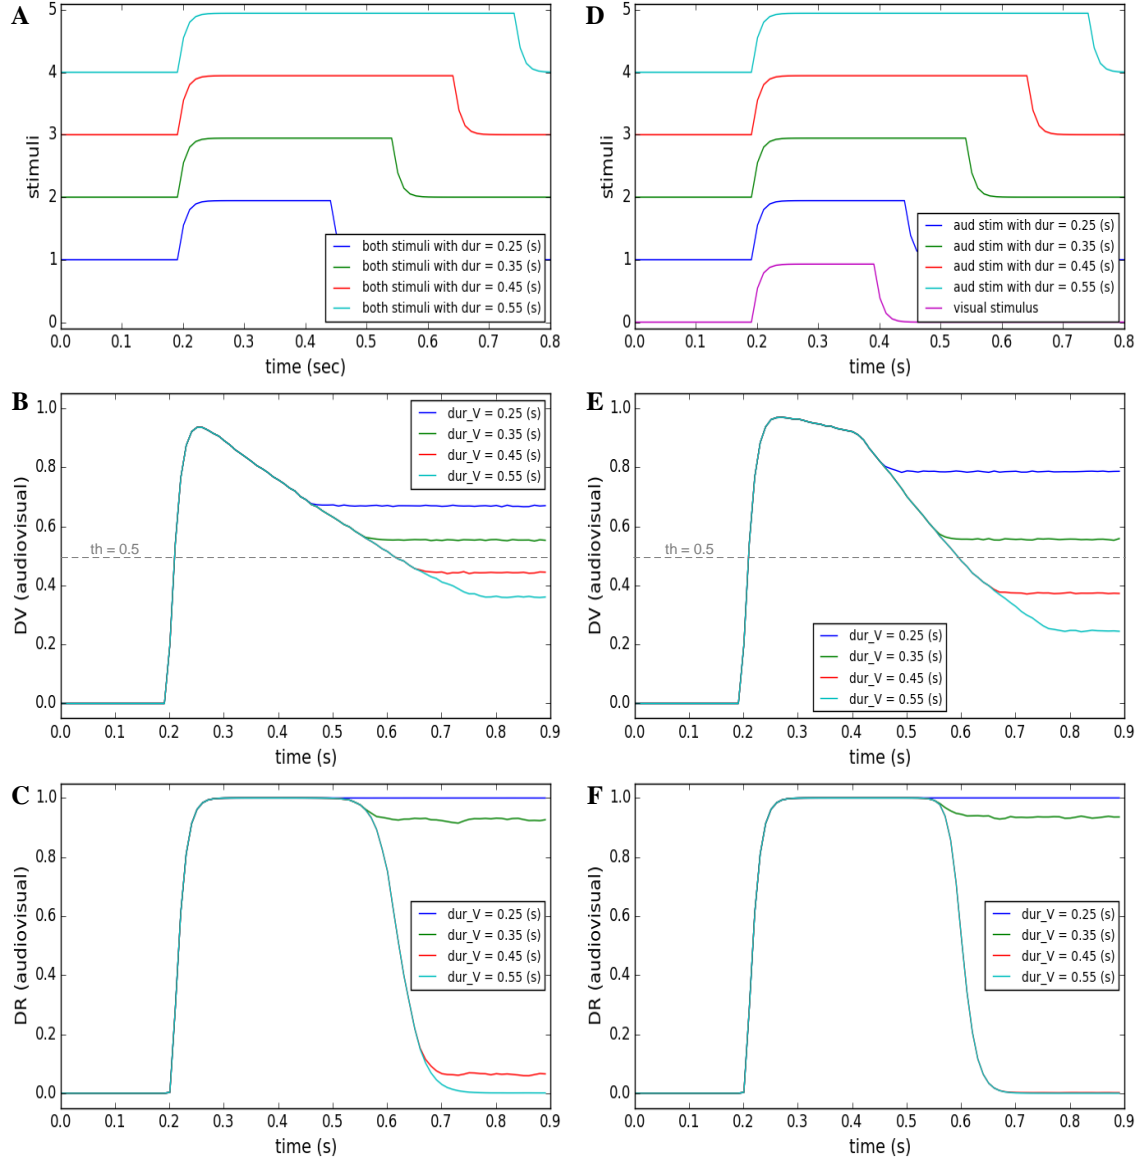 A
stimuli
5
4
3
2
1
0
both stimuli with dur = 0.25 (s)
both stimuli with dur = 0.35 (s)
both stimuli with dur = 0.45 (s)
both stimuli with dur = 0.55 (s)
0.0 0.1 0.2 0.3 0.4 0.5 0.6 0.7 0.8
time (sec)
D
stimuli
5
4
3
2
1
0
aud stim with dur = 0.25 (s)
aud stim with dur = 0.35 (s)
aud stim with dur = 0.45 (s)
aud stim with dur = 0.55 (s)
visual stimulus
0.0 0.1 0.2 0.3 0.4 0.5 0.6 0.7 0.8
time (s)
B
DV (audiovisual)
1.0
0.8
0.6
0.4
0.2
0.0
dur_V = 0.25 (s)
dur_V = 0.35 (s)
dur_V = 0.45 (s)
dur_V = 0.55 (s)
th = 0.5
0.0 0.1 0.2 0.3 0.4 0.5 0.6 0.7 0.8 0.9
time (s)
E
DV (audiovisual)
1.0
0.8
0.6
0.4
0.2
0.0
th = 0.5
dur_V = 0.25 (s)
dur_V = 0.35 (s)
dur_V = 0.45 (s)
dur_V = 0.55 (s)
0.0 0.1 0.2 0.3 0.4 0.5 0.6 0.7 0.8 0.9
time (s)
C
DR (audiovisual)
1.0
0.8
0.6
0.4
0.2
0.0
dur_V = 0.25 (s)
dur_V = 0.35 (s)
dur_V = 0.45 (s)
dur_V = 0.55 (s)
0.0 0.1 0.2 0.3 0.4 0.5 0.6 0.7 0.8 0.9
time (s)
F
DR (audiovisual)
1.0
0.8
0.6
0.4
0.2
0.0
dur_V = 0.25 (s)
dur_V = 0.35 (s)
dur_V = 0.45 (s)
dur_V = 0.55 (s)
0.0 0.1 0.2 0.3 0.4 0.5 0.6 0.7 0.8 0.9
time (s)